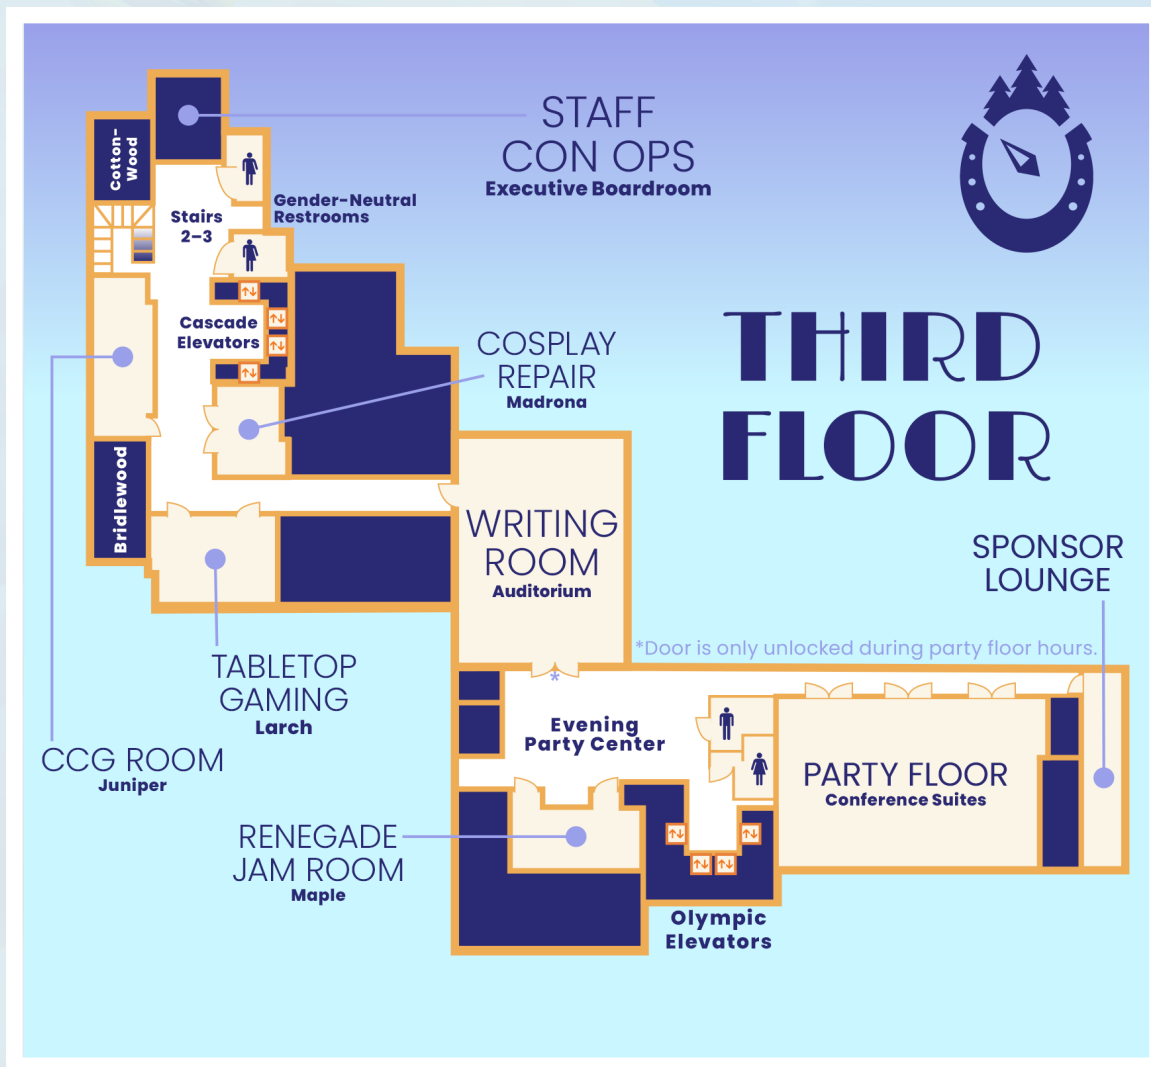 STAFF
CON OPS
Executive Boardroom
Cotton-
Wood
Gender-Neutral
Restrooms
Stairs
2–3
Cascade
Elevators
COSPLAY
REPAIR
Madrona
THIRD
FLOOR
Bridlewood
WRITING
ROOM
Auditorium
SPONSOR
LOUNGE
*Door is only unlocked during party floor hours.
TABLETOP
GAMING
Larch
*
Evening
Party Center
CCG ROOM
Juniper
PARTY FLOOR
Conference Suites
RENEGADE
JAM ROOM
Maple
Olympic
Elevators